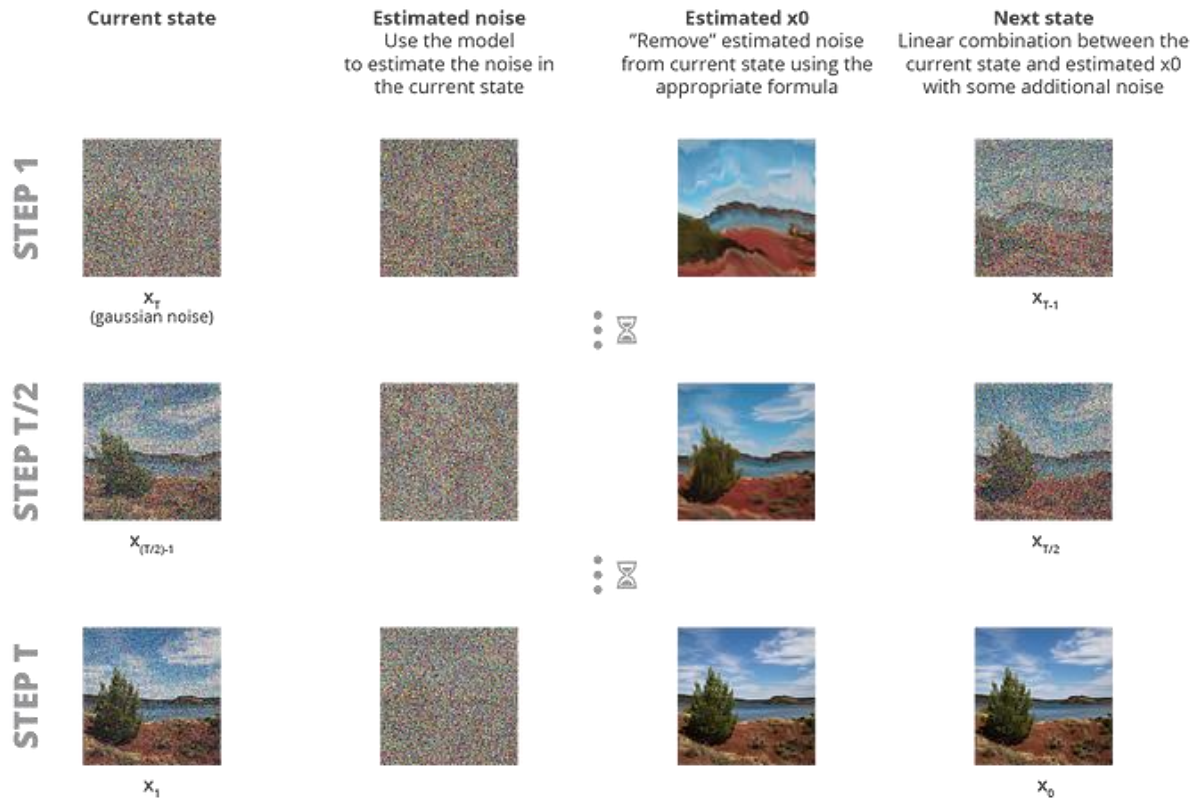 Current state
Estimated noise
Use the model
to estimate the noise in
the current state
Estimated x0
”Remove” estimated noise
from current state using the
appropriate formula
Next state
Linear combination between the
current state and estimated x0
with some additional noise
STEP 1
xT
(gaussian noise)
xT-1
STEP T/2
x(T/2)-1
xT/2
STEP T
x1
x0